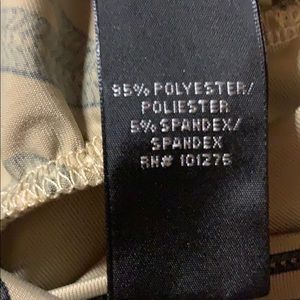 95% POLYESTER/
POLIESTER
5% SPANDEX/
SPANDEX
RN# 101276